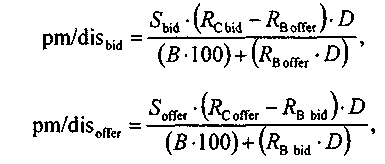 pm/dis_bid = S_bid · (R_C bid − R_B offer) · D / (B · 100) + (R_B offer · D),
pm/dis_offer = S_offer · (R_C offer − R_B bid) · D / (B · 100) + (R_B bid · D),